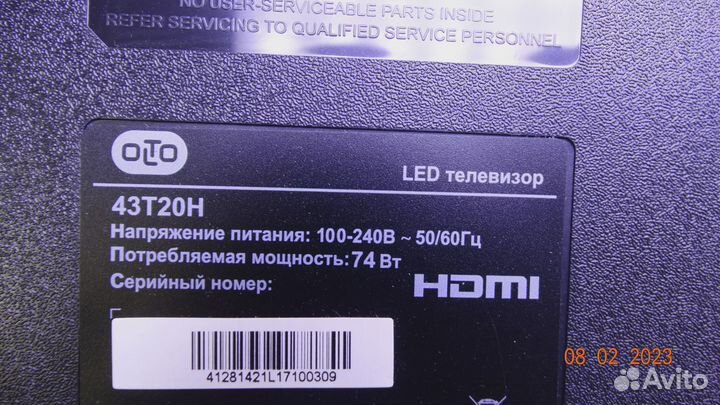 NO USER-SERVICEABLE PARTS INSIDE
REFER SERVICING TO QUALIFIED SERVICE PERSONNEL
OLTO
LED телевизор
43T20H
Напряжение питания: 100-240В ~ 50/60Гц
Потребляемая мощность: 74 Вт
Серийный номер:
HDMI
41281421L17100309
08 02 2023
Avito